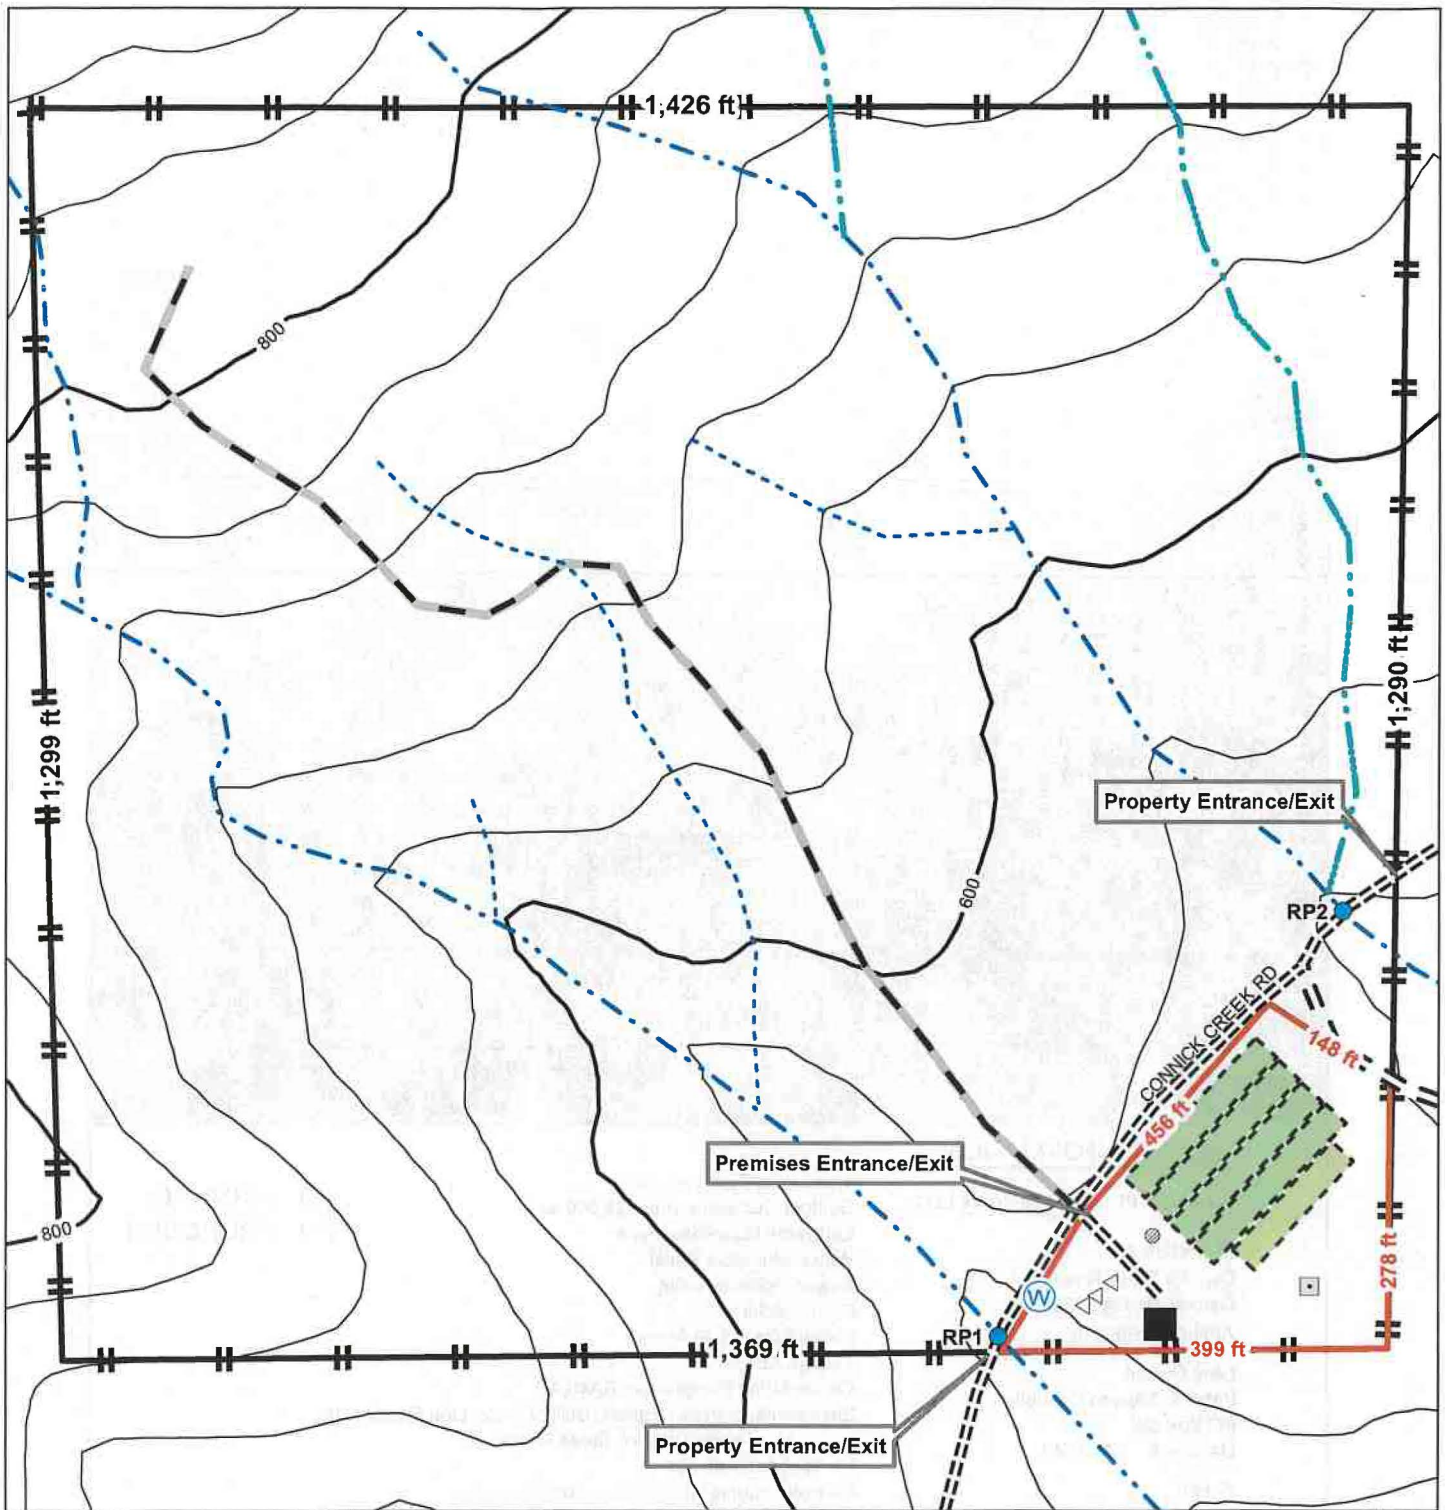 1,426 ft
800
1,299 ft
1,290 ft
Property Entrance/Exit
600
RP2
CONNICK CREEK RD
148 ft
456 ft
Premises Entrance/Exit
800
278 ft
W
RP1
1,369 ft
399 ft
Property Entrance/Exit